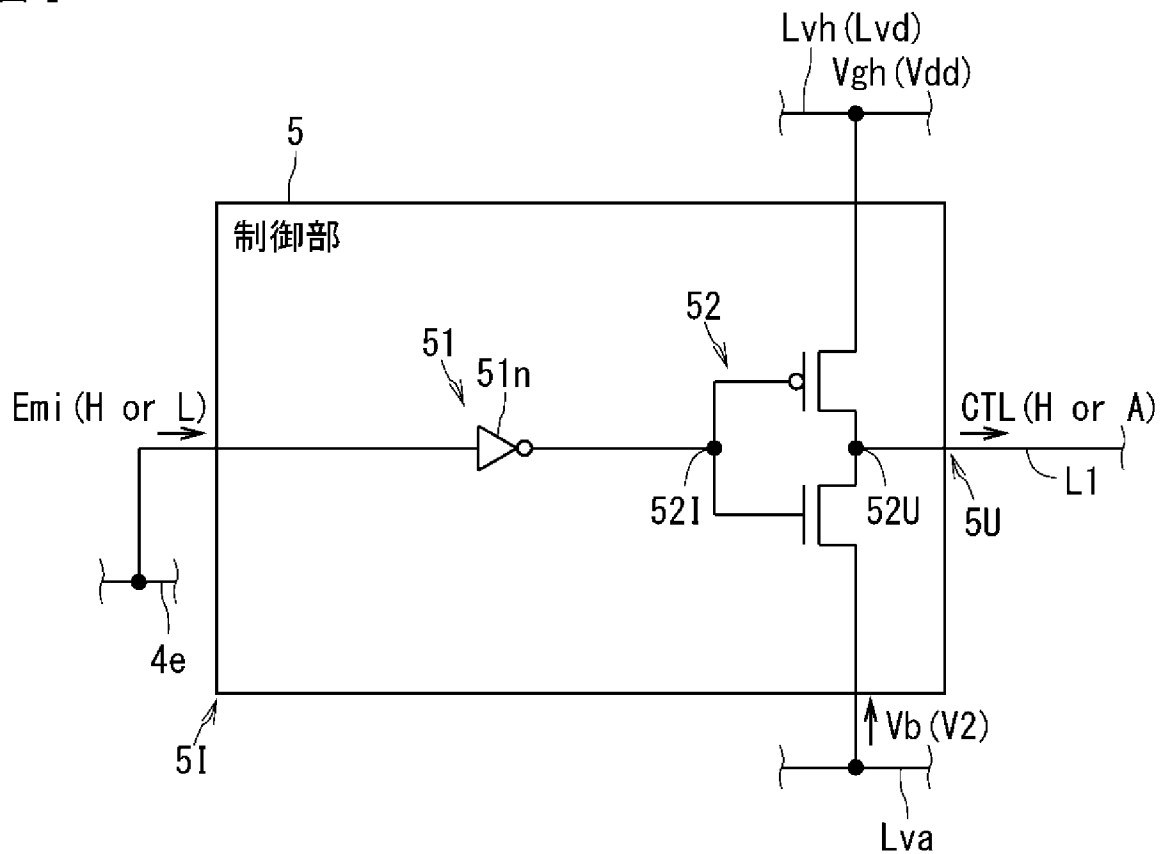 Lvh(Lvd)
Vgh(Vdd)
5
制御部
52
51
51n
Emi(H or L)
CTL(H or A)
52I
52U
5U
L1
4e
5I
Vb(V2)
Lva